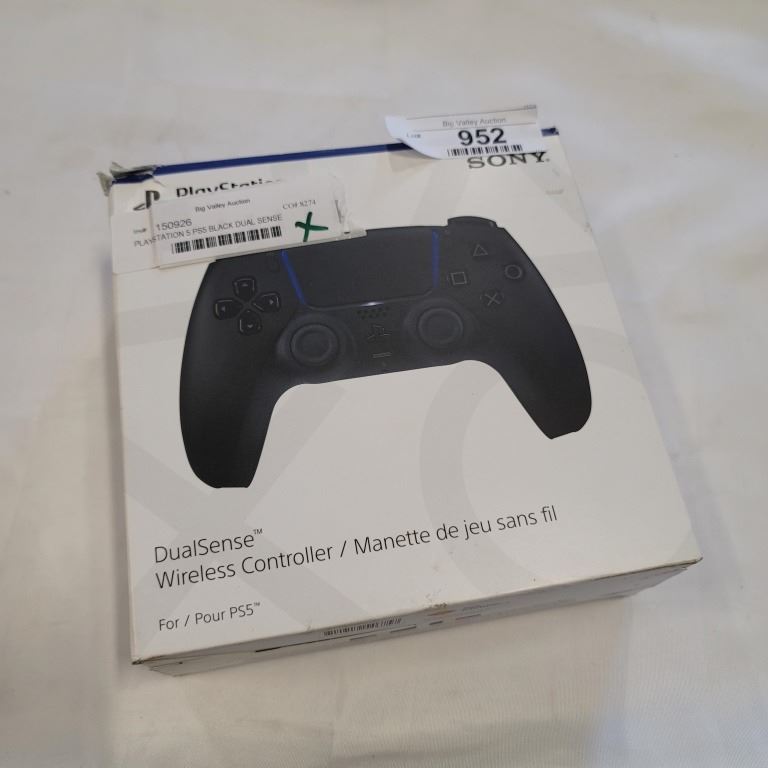 Big Valley Auction
952
SONY
PlayStation
Big Valley Auction
150926
PLAYSTATION 5 PS5 BLACK DUAL SENSE
DualSense™
Wireless Controller / Manette de jeu sans fil
For / Pour PS5™